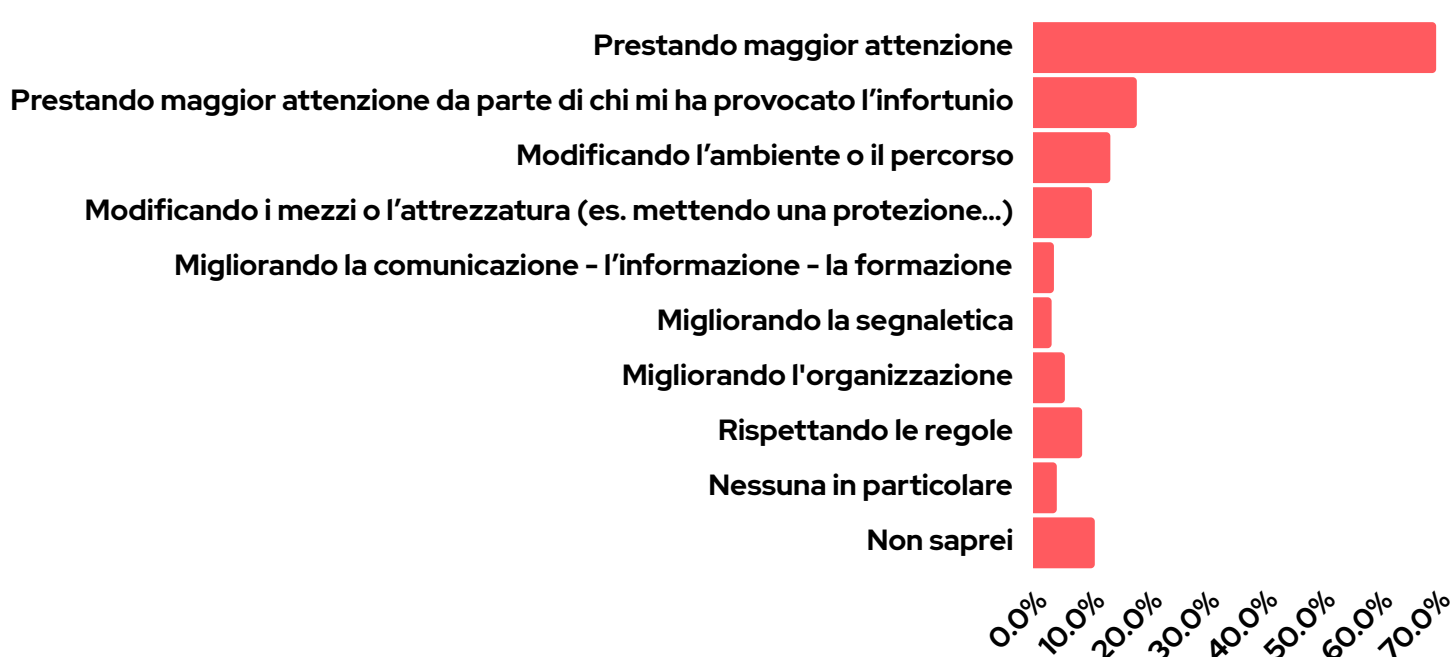 Prestando maggior attenzione
Prestando maggior attenzione da parte di chi mi ha provocato l’infortunio
Modificando l’ambiente o il percorso
Modificando i mezzi o l’attrezzatura (es. mettendo una protezione...)
Migliorando la comunicazione - l’informazione - la formazione
Migliorando la segnaletica
Migliorando l'organizzazione
Rispettando le regole
Nessuna in particolare
Non saprei
0.0% 10.0% 20.0% 30.0% 40.0% 50.0% 60.0% 70.0%